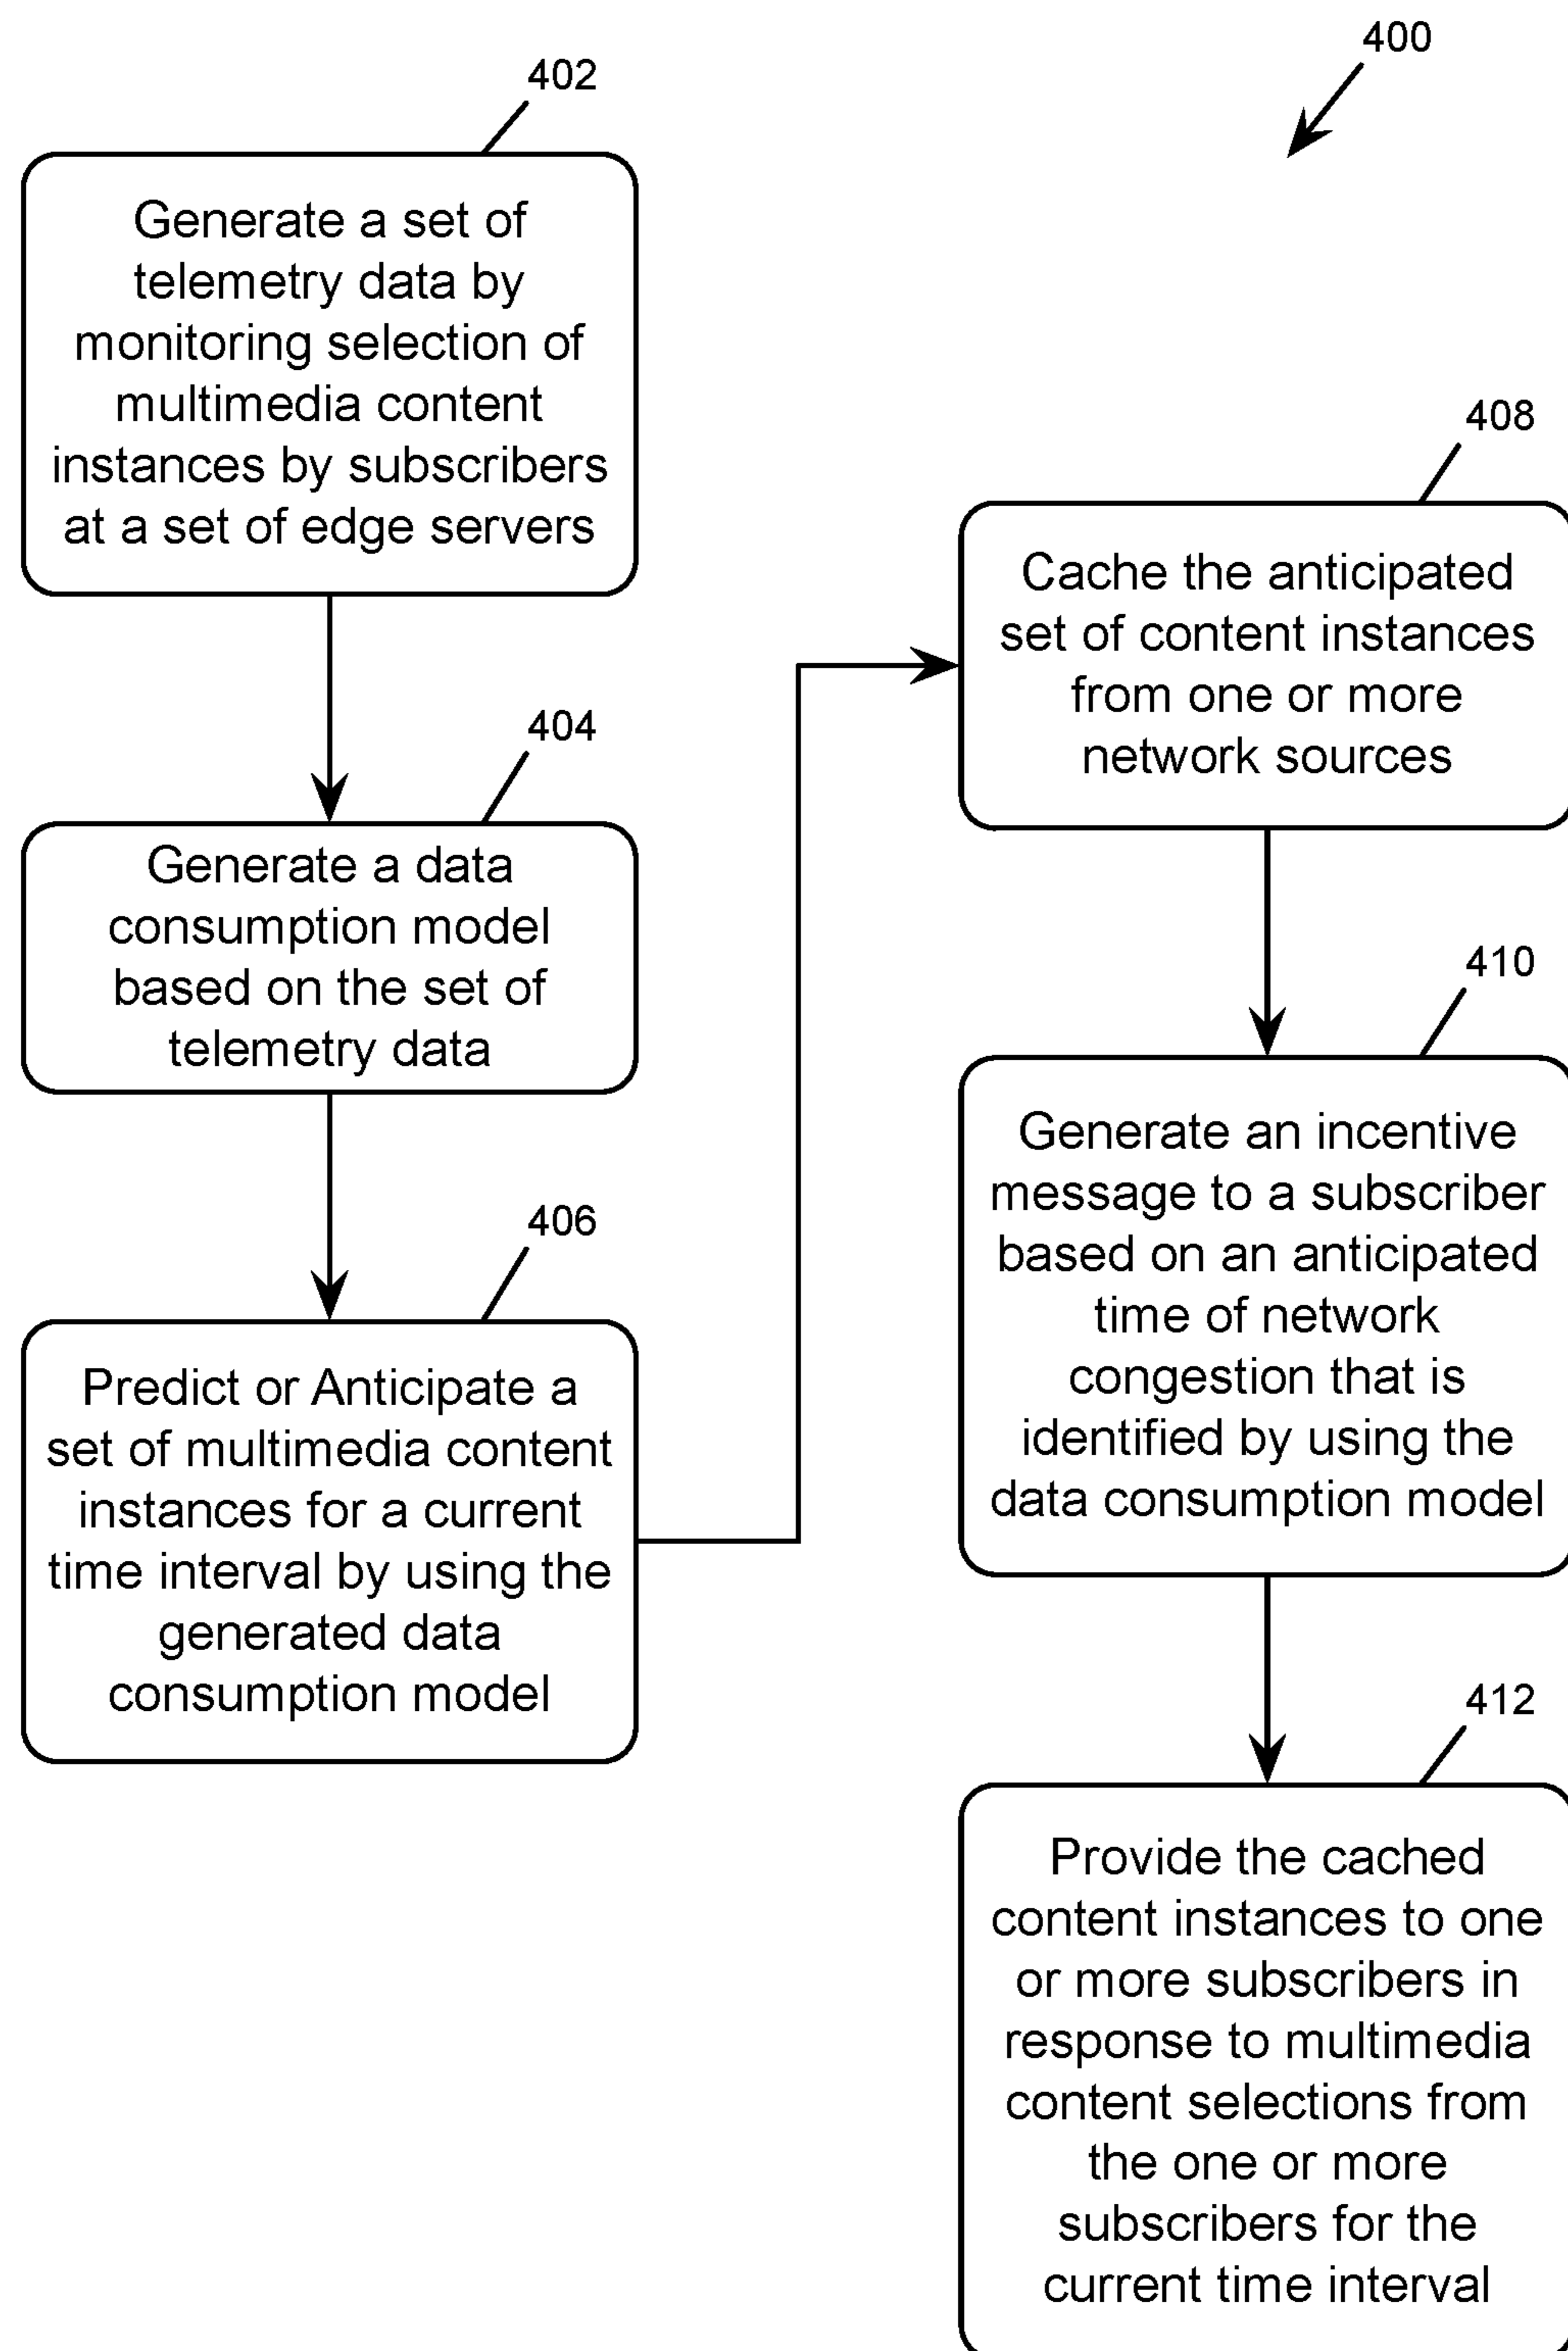 400
402
Generate a set of
telemetry data by
monitoring selection of
multimedia content
instances by subscribers
at a set of edge servers
404
Generate a data
consumption model
based on the set of
telemetry data
406
Predict or Anticipate a
set of multimedia content
instances for a current
time interval by using the
generated data
consumption model
408
Cache the anticipated
set of content instances
from one or more
network sources
410
Generate an incentive
message to a subscriber
based on an anticipated
time of network
congestion that is
identified by using the
data consumption model
412
Provide the cached
content instances to one
or more subscribers in
response to multimedia
content selections from
the one or more
subscribers for the
current time interval